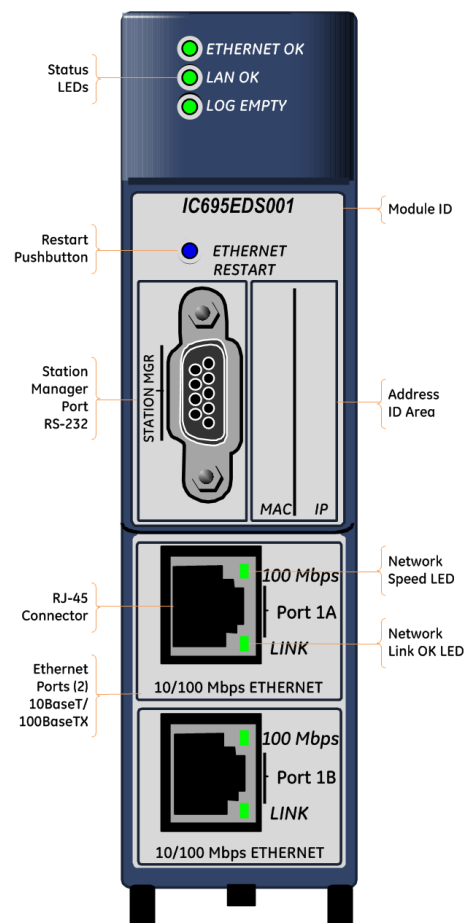 ETHERNET OK
LAN OK
LOG EMPTY
Status
LEDs
IC695EDS001
Module ID
Restart
Pushbutton
ETHERNET
RESTART
Station
Manager
Port
RS-232
STATION MGR
MAC
IP
Address
ID Area
Network
Speed LED
100 Mbps
RJ-45
Connector
Port 1A
LINK
Network
Link OK LED
Ethernet
Ports (2)
10BaseT/
100BaseTX
10/100 Mbps ETHERNET
100 Mbps
Port 1B
LINK
10/100 Mbps ETHERNET